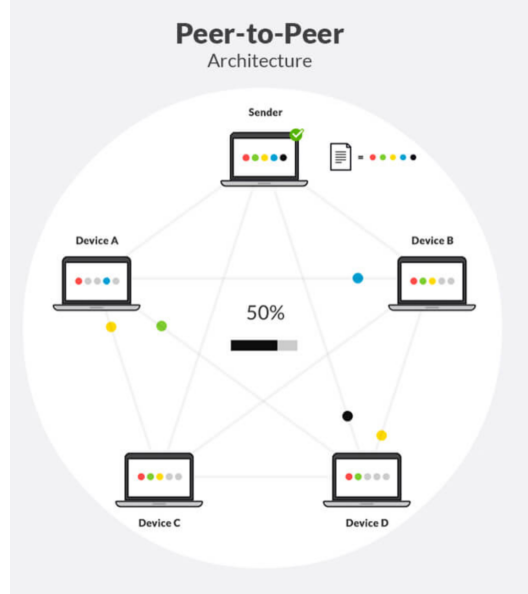 Peer-to-Peer
Architecture
Sender
=
Device A
Device B
50%
Device C
Device D